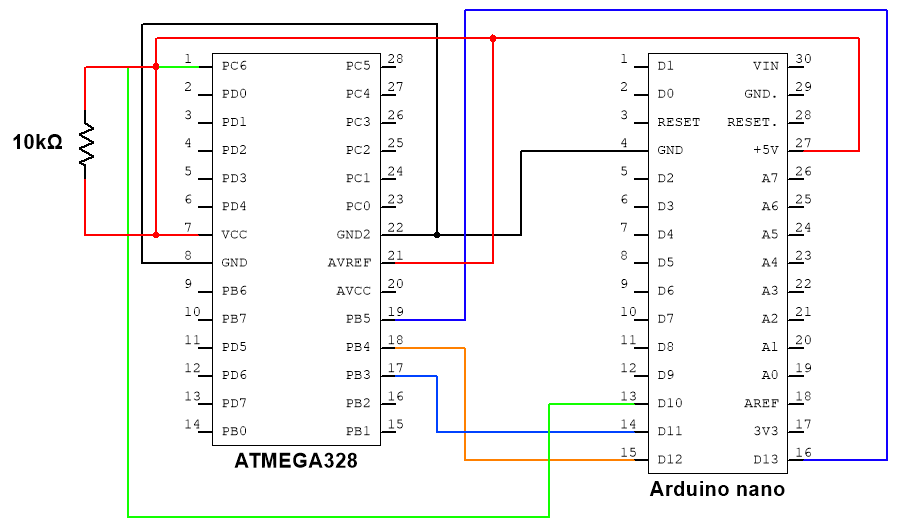 1 PC6 PC5 28
2 PD0 PC4 27
3 PD1 PC3 26
4 PD2 PC2 25
5 PD3 PC1 24
6 PD4 PC0 23
7 VCC GND2 22
8 GND AVREF 21
9 PB6 AVCC 20
10 PB7 PB5 19
11 PD5 PB4 18
12 PD6 PB3 17
13 PD7 PB2 16
14 PB0 PB1 15
ATMEGA328
10kΩ
1 D1 VIN 30
2 D0 GND. 29
3 RESET RESET. 28
4 GND +5V 27
5 D2 A7 26
6 D3 A6 25
7 D4 A5 24
8 D5 A4 23
9 D6 A3 22
10 D7 A2 21
11 D8 A1 20
12 D9 A0 19
13 D10 AREF 18
14 D11 3V3 17
15 D12 D13 16
Arduino nano